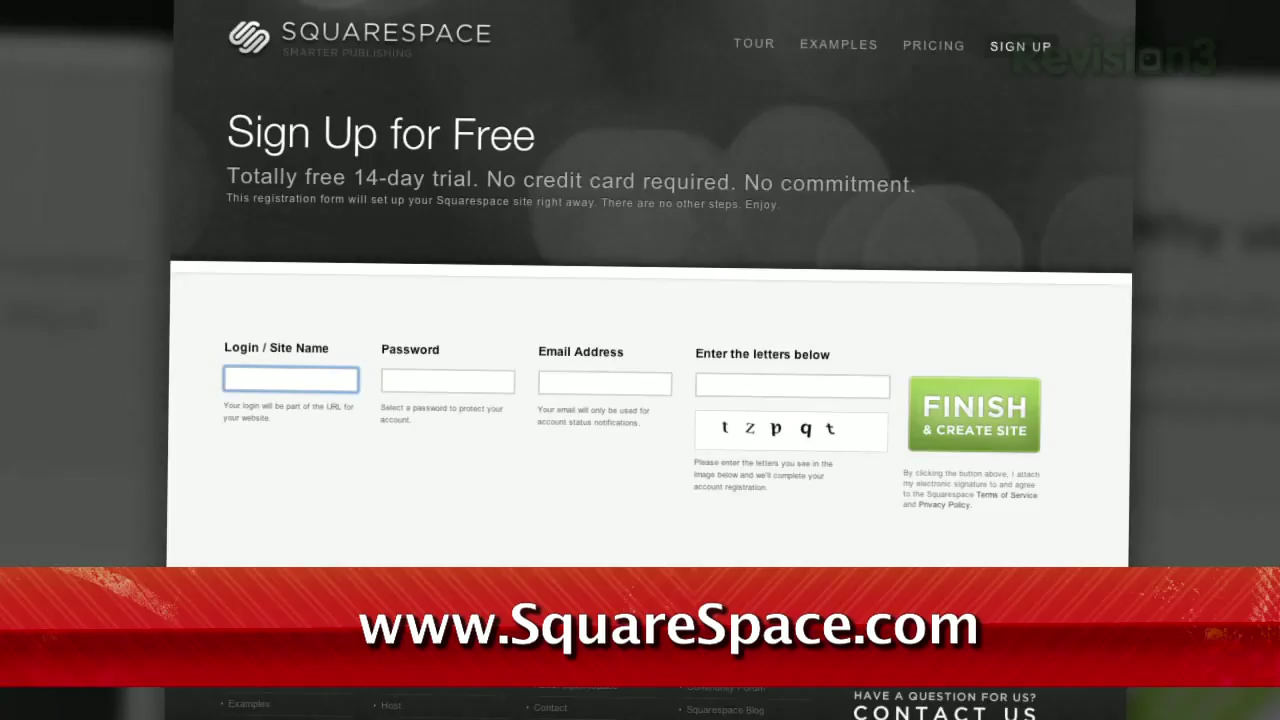 SQUARESPACE
SMARTER PUBLISHING
TOUR EXAMPLES PRICING SIGN UP
Revision3
Sign Up for Free
Totally free 14-day trial. No credit card required. No commitment.
This registration form will set up your Squarespace site right away. There are no other steps. Enjoy.
Login / Site Name
Your login will be part of the URL for
your website.
Password
Select a password to protect your
account.
Email Address
Your email will only be used for
account status notifications.
Enter the letters below
t z p q t
Please enter the letters you see in the
image below and we'll complete your
account registration.
FINISH
& CREATE SITE
By clicking the button above, I attach
my electronic signature to and agree
to the Squarespace Terms of Service
and Privacy Policy.
www.SquareSpace.com
Examples
Host
Contact
Community Forum
Squarespace Blog
HAVE A QUESTION FOR US?
CONTACT US